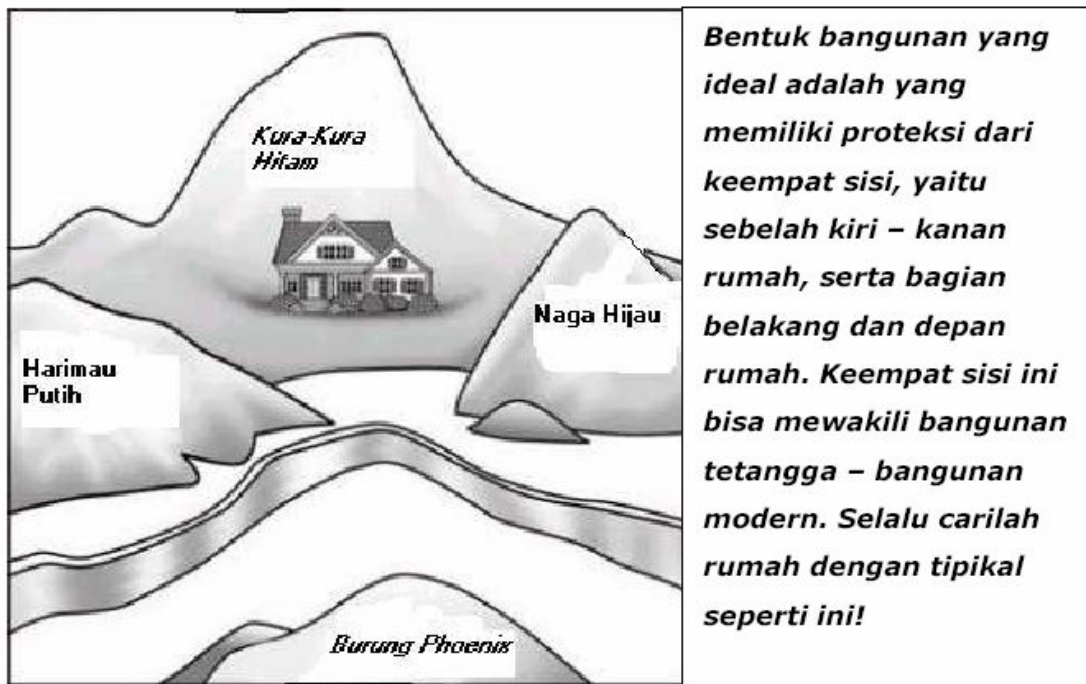 Kura-Kura
Hitam
Naga Hijau
Harimau
Putih
Burung Phoenix
Bentuk bangunan yang
ideal adalah yang
memiliki proteksi dari
keempat sisi, yaitu
sebelah kiri – kanan
rumah, serta bagian
belakang dan depan
rumah. Keempat sisi ini
bisa mewakili bangunan
tetangga – bangunan
modern. Selalu carilah
rumah dengan tipikal
seperti ini!